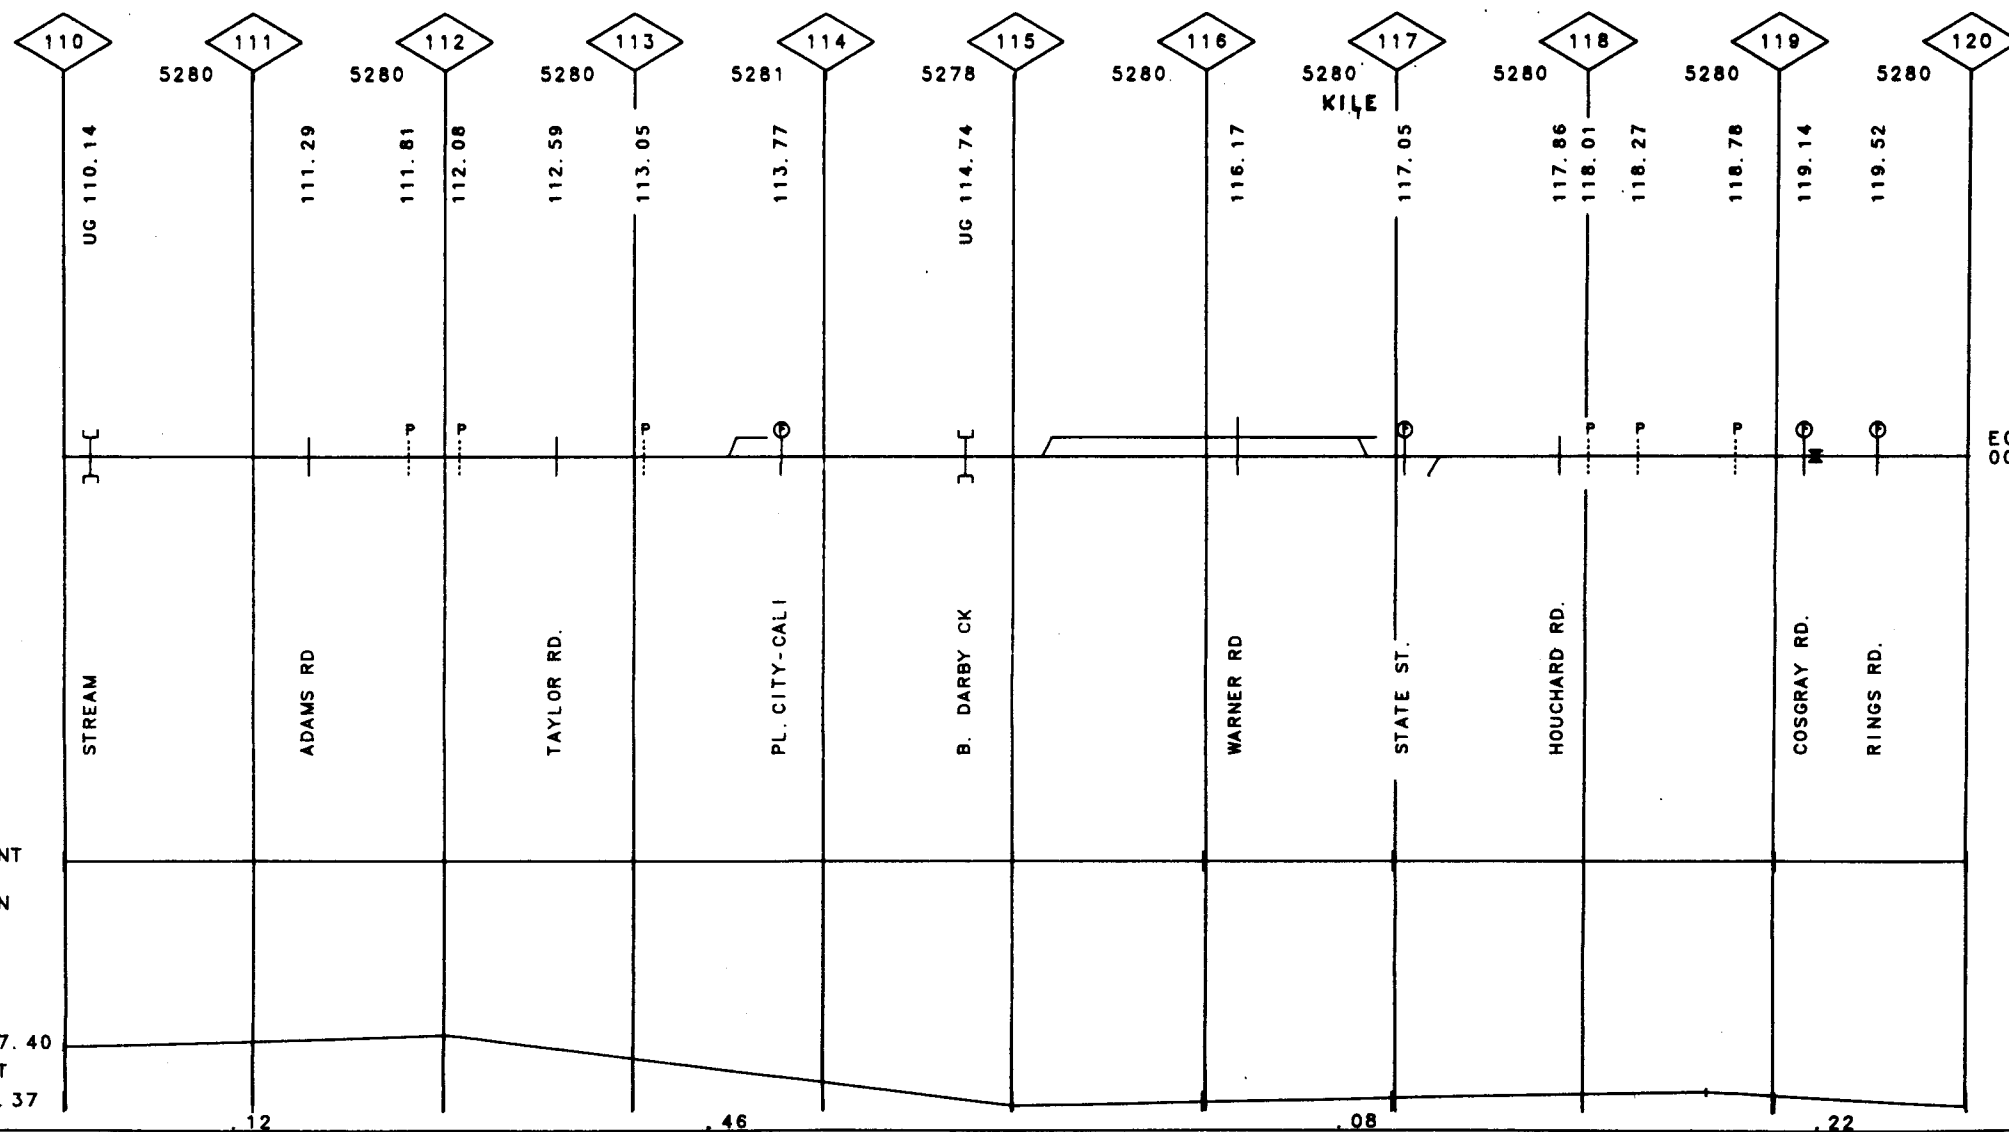 110 111 112 113 114 115 116 117 118 119 120
5280 5280 5280 5281 5278 5280 5280 5280 5280 5280
KILE
UG 110.14
111.29
111.81
112.08
112.59
113.05
113.77
UG 114.74
116.17
117.05
117.86
118.01
118.27
118.78
119.14
119.52
P P P F F P P P F F
STREAM
ADAMS RD
TAYLOR RD.
PL. CITY-CALI
B. DARBY CK
WARNER RD
STATE ST.
HOUCHARD RD.
COSGRAY RD.
RINGS RD.
NT
N
7.40
T
.37
.12 .46 .08 .22